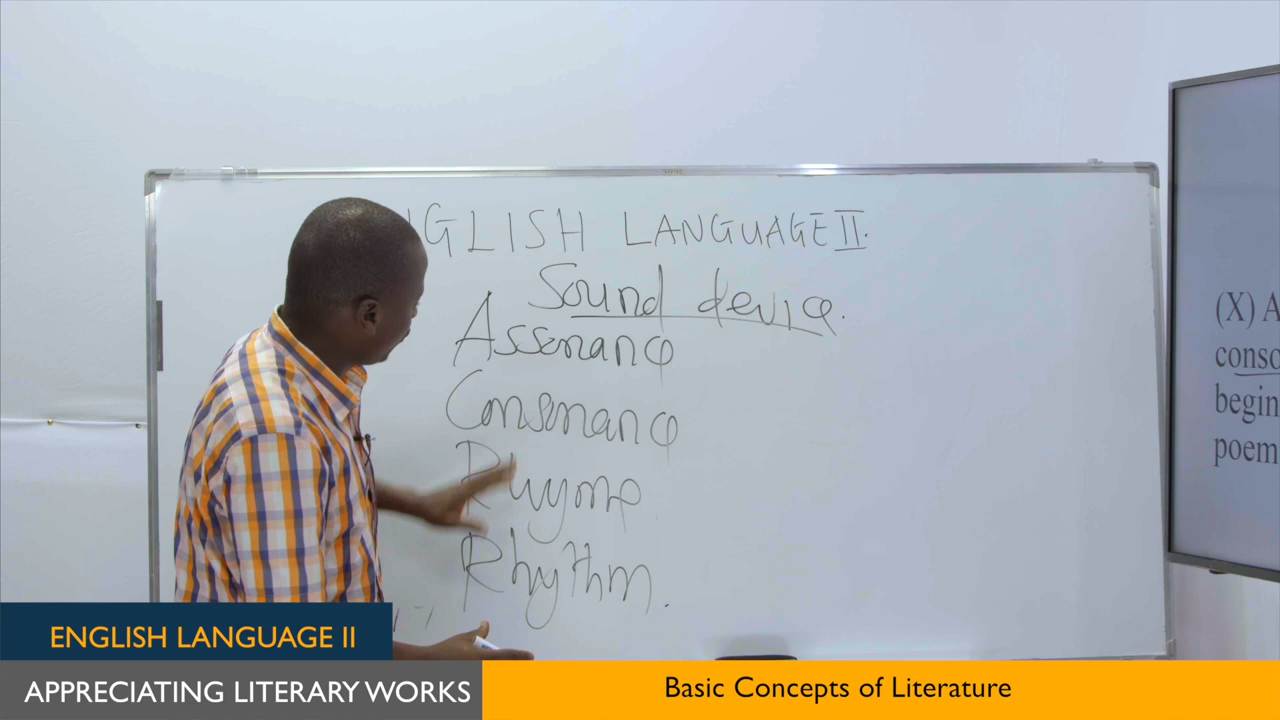 GLISH LANGUAGE II.
Sound device.
Assonance
Consonance
Rhyme
Rhythm.
(X) A
conso
begin
poem
ENGLISH LANGUAGE II
APPRECIATING LITERARY WORKS
Basic Concepts of Literature